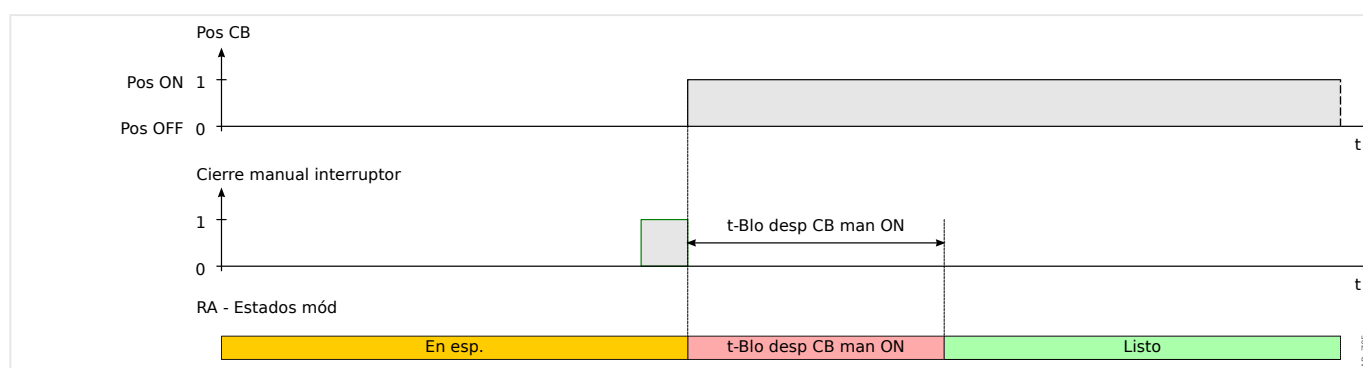 Pos CB
Pos ON 1
Pos OFF 0
t
Cierre manual interruptor
1
t-Blo desp CB man ON
0
t
RA - Estados mód
En esp.
t-Blo desp CB man ON
Listo